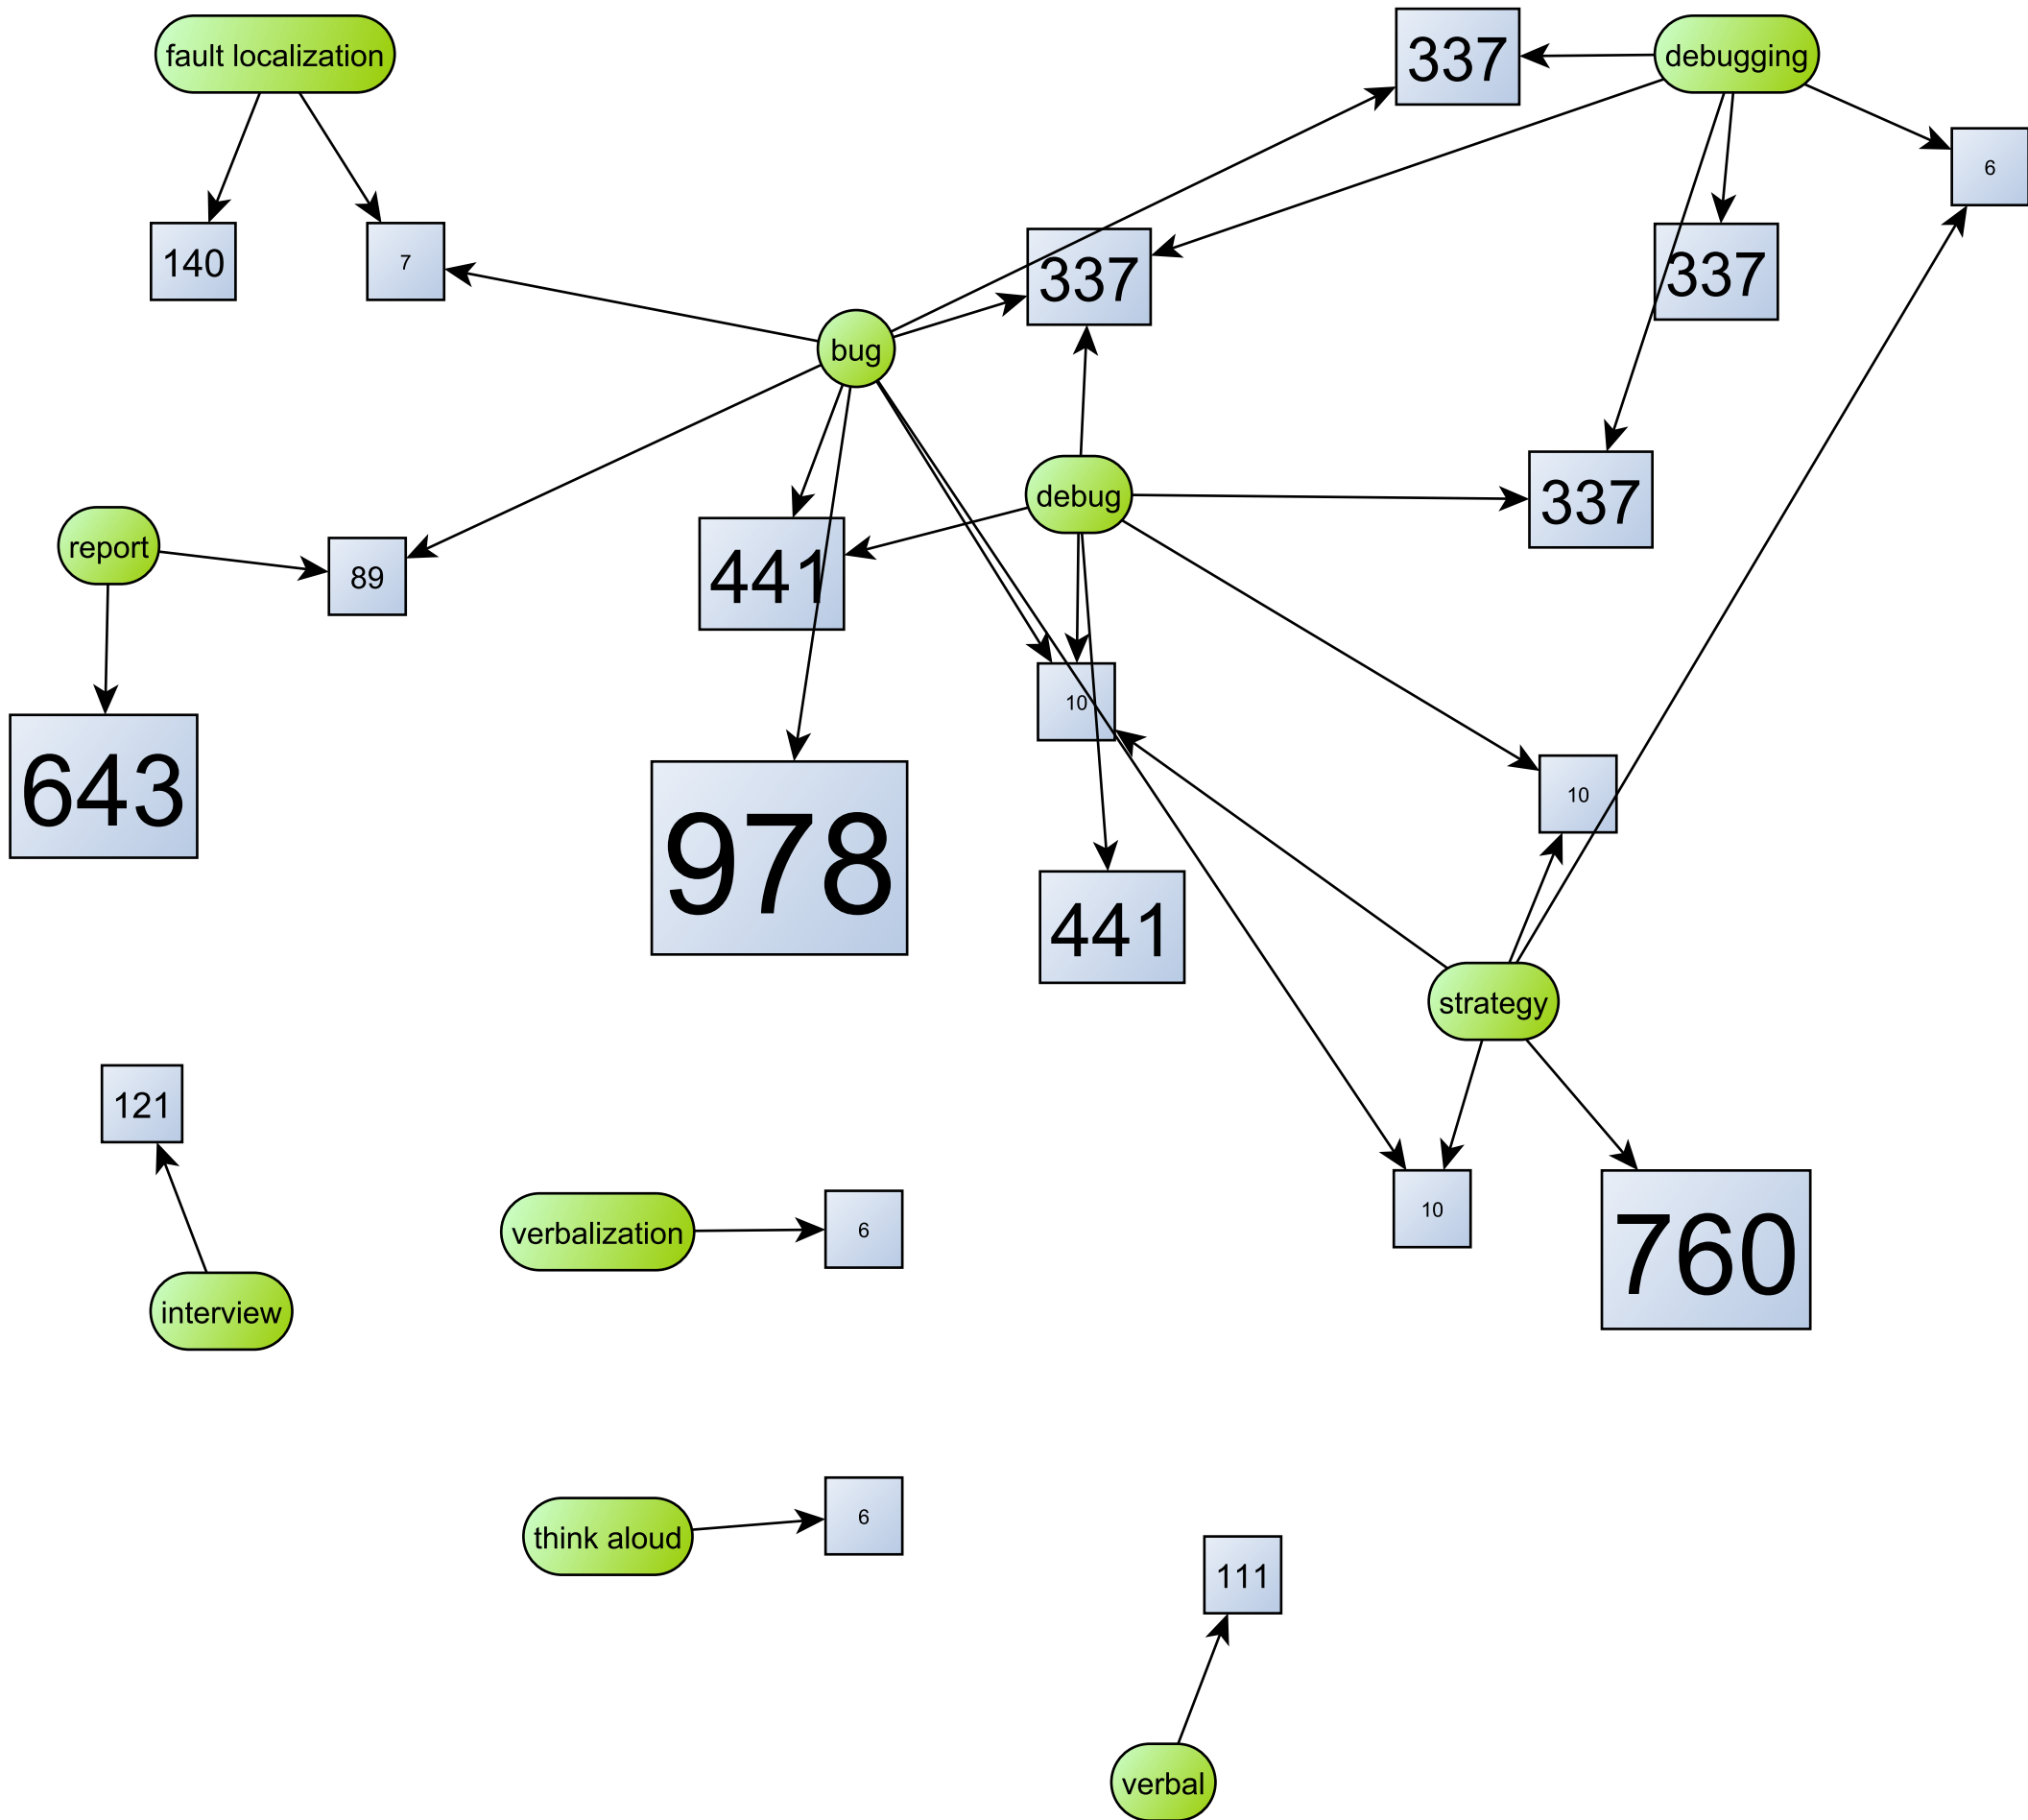 fault localization
337
debugging
6
140
7
337
337
bug
debug
337
report
89
441
10
643
978
10
441
strategy
121
verbalization
6
10
760
interview
think aloud
6
111
verbal